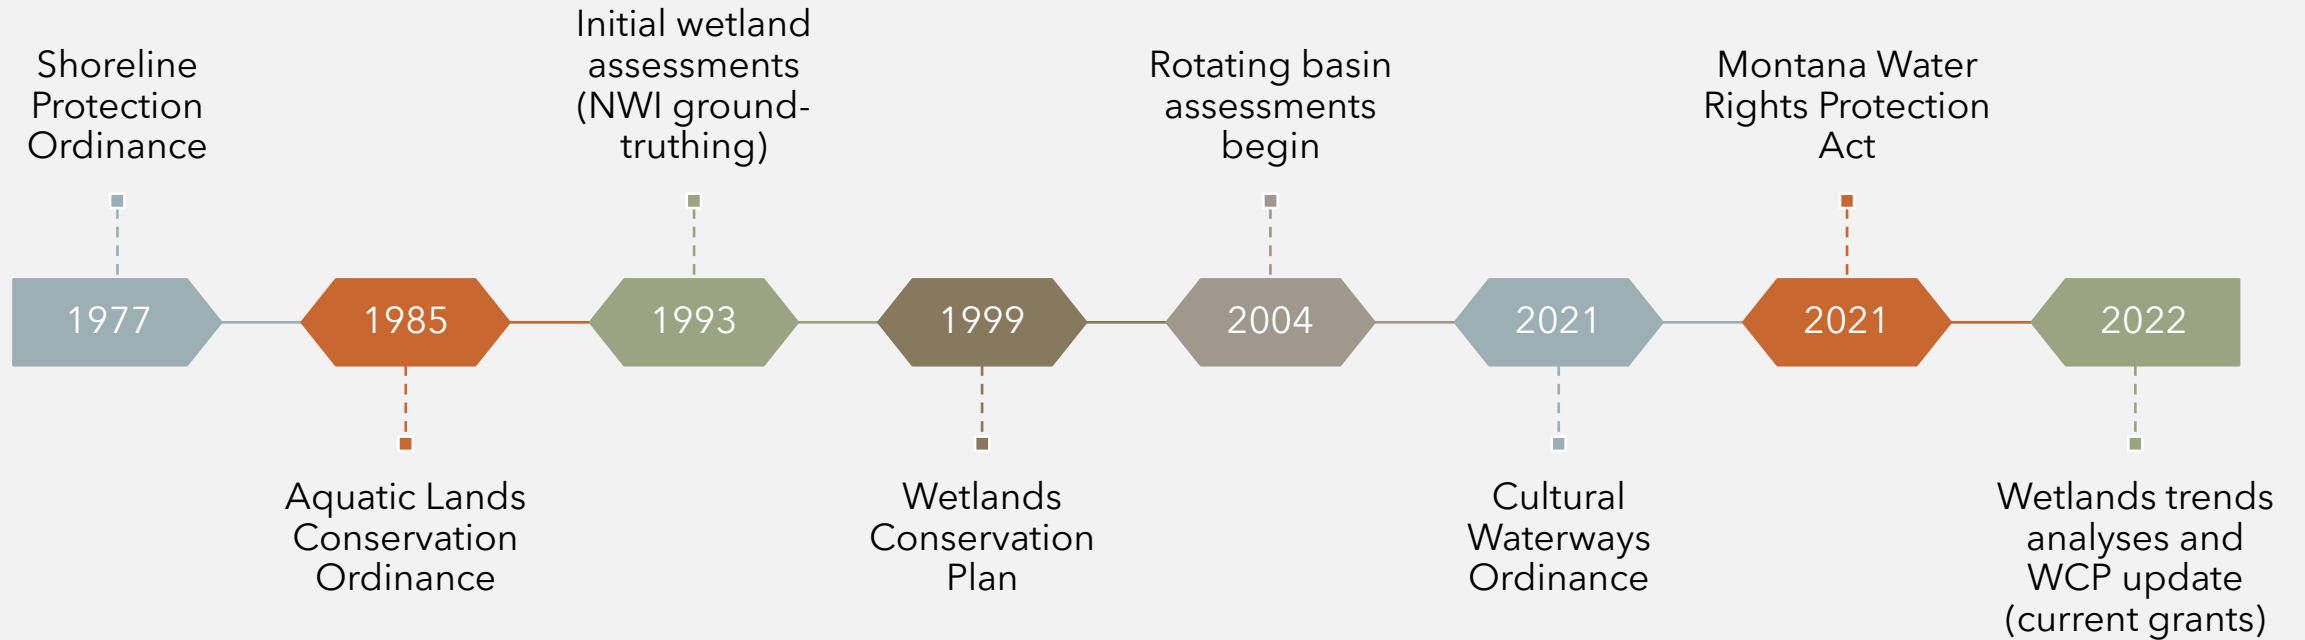 Shoreline
Protection
Ordinance
Initial wetland
assessments
(NWI ground-
truthing)
Rotating basin
assessments
begin
Montana Water
Rights Protection
Act
1977
1985
1993
1999
2004
2021
2021
2022
Aquatic Lands
Conservation
Ordinance
Wetlands
Conservation
Plan
Cultural
Waterways
Ordinance
Wetlands trends
analyses and
WCP update
(current grants)